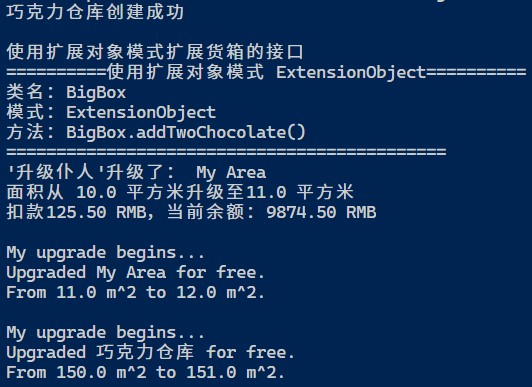 巧克力仓库创建成功
使用扩展对象模式扩展货箱的接口
==========使用扩展对象模式 ExtensionObject==========
类名: BigBox
模式: ExtensionObject
方法: BigBox.addTwoChocolate()
============================================
'升级仆人'升级了:  My Area
面积从 10.0 平方米升级至11.0 平方米
扣款125.50 RMB，当前余额: 9874.50 RMB
My upgrade begins...
Upgraded My Area for free.
From 11.0 m^2 to 12.0 m^2.
My upgrade begins...
Upgraded 巧克力仓库 for free.
From 150.0 m^2 to 151.0 m^2.